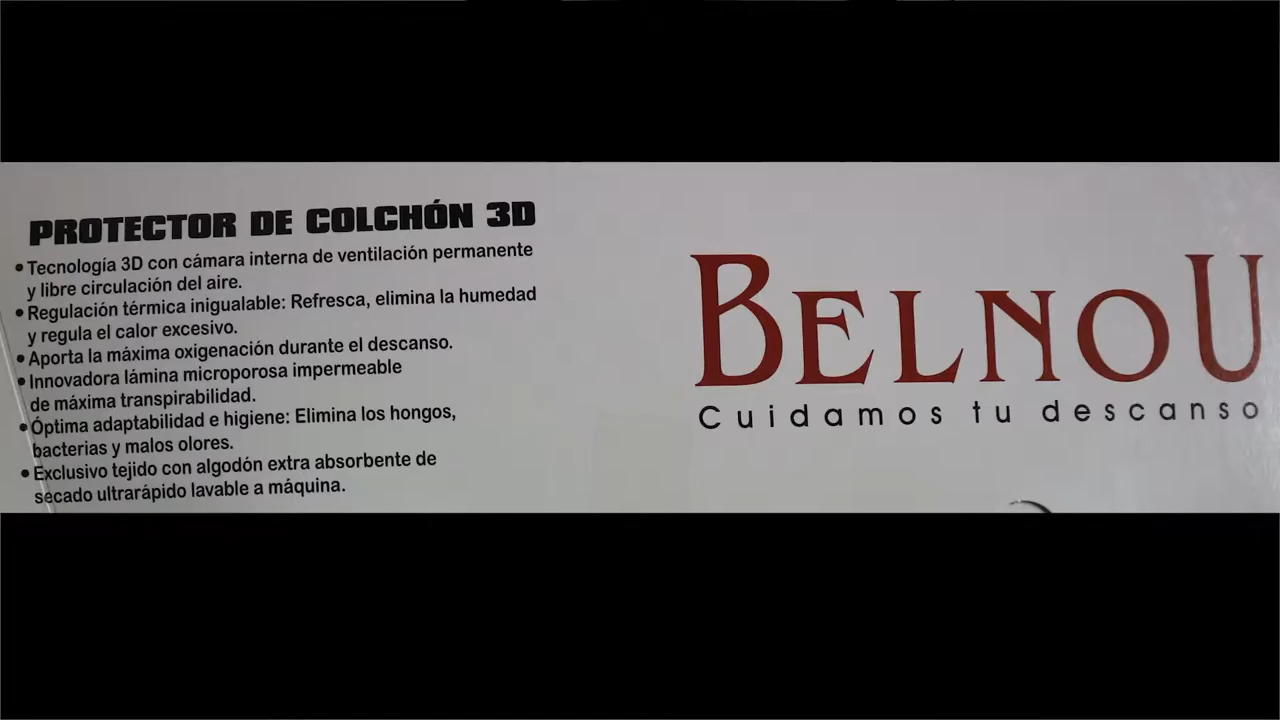 PROTECTOR DE COLCHÓN 3D
• Tecnología 3D con cámara interna de ventilación permanente
y libre circulación del aire.
• Regulación térmica inigualable: Refresca, elimina la humedad
y regula el calor excesivo.
• Aporta la máxima oxigenación durante el descanso.
• Innovadora lámina microporosa impermeable
de máxima transpirabilidad.
• Óptima adaptabilidad e higiene: Elimina los hongos,
bacterias y malos olores.
• Exclusivo tejido con algodón extra absorbente de
secado ultrarápido lavable a máquina.
BELNOU
Cuidamos tu descanso